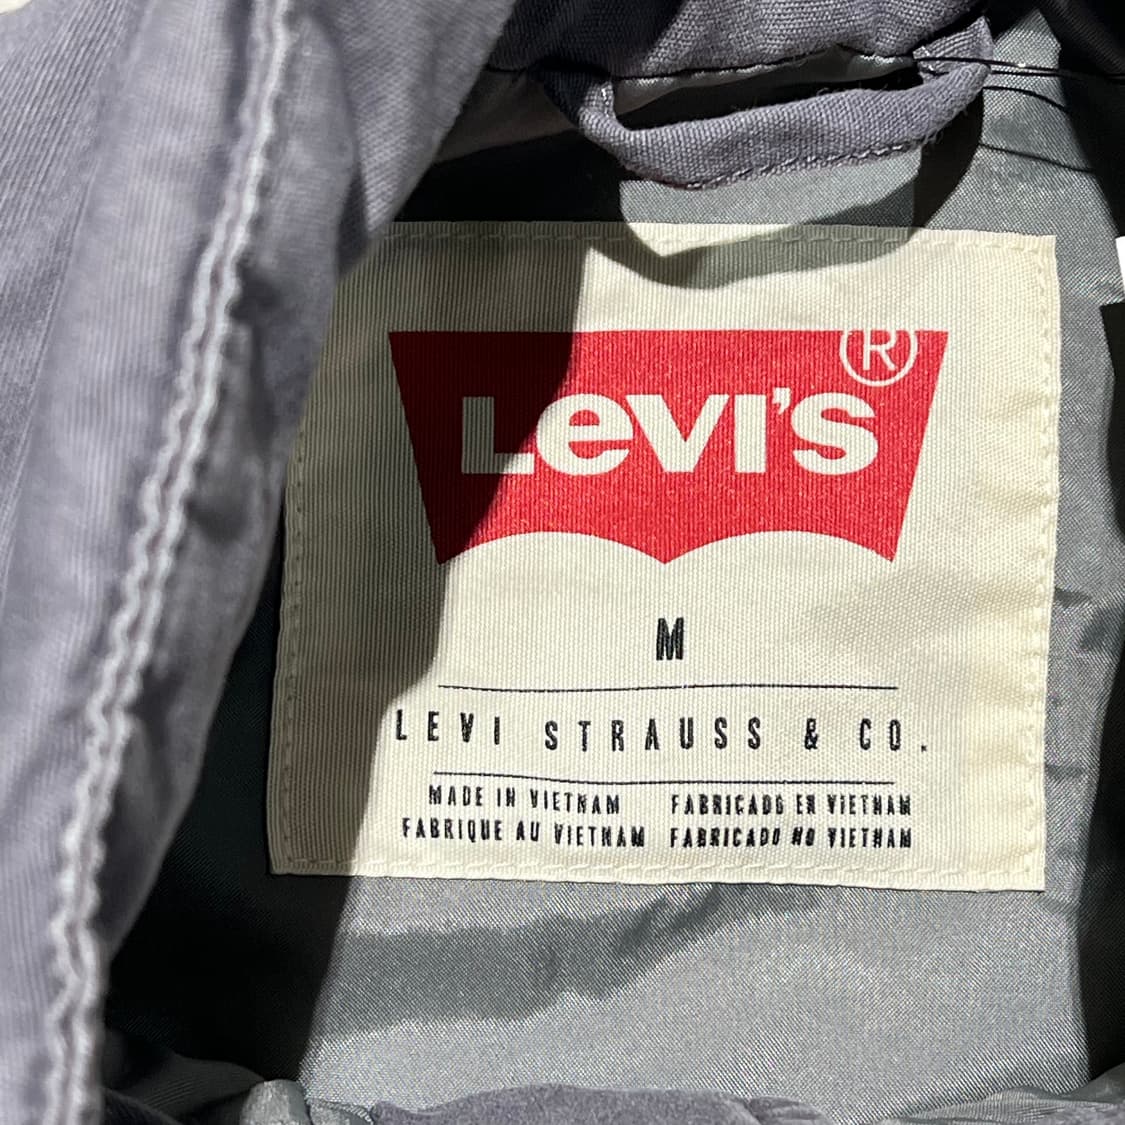 Levi's ®
M
LEVI STRAUSS & CO.
MADE IN VIETNAM FABRICADO EN VIETNAM
FABRIQUE AU VIETNAM FABRICADO NO VIETNAM